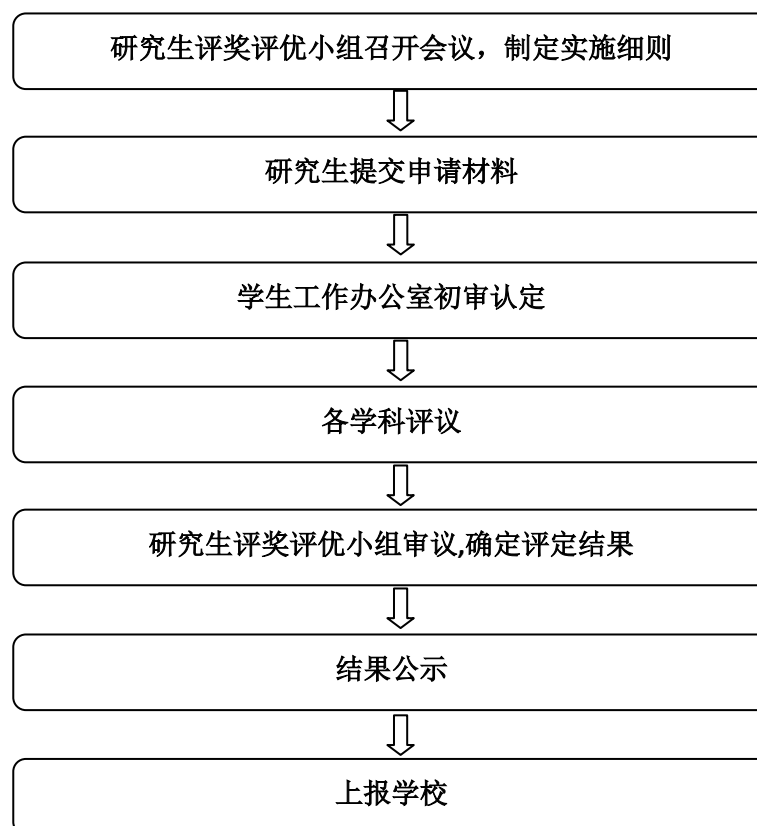 研究生评奖评优小组召开会议，制定实施细则
研究生提交申请材料
学生工作办公室初审认定
各学科评议
研究生评奖评优小组审议,确定评定结果
结果公示
上报学校